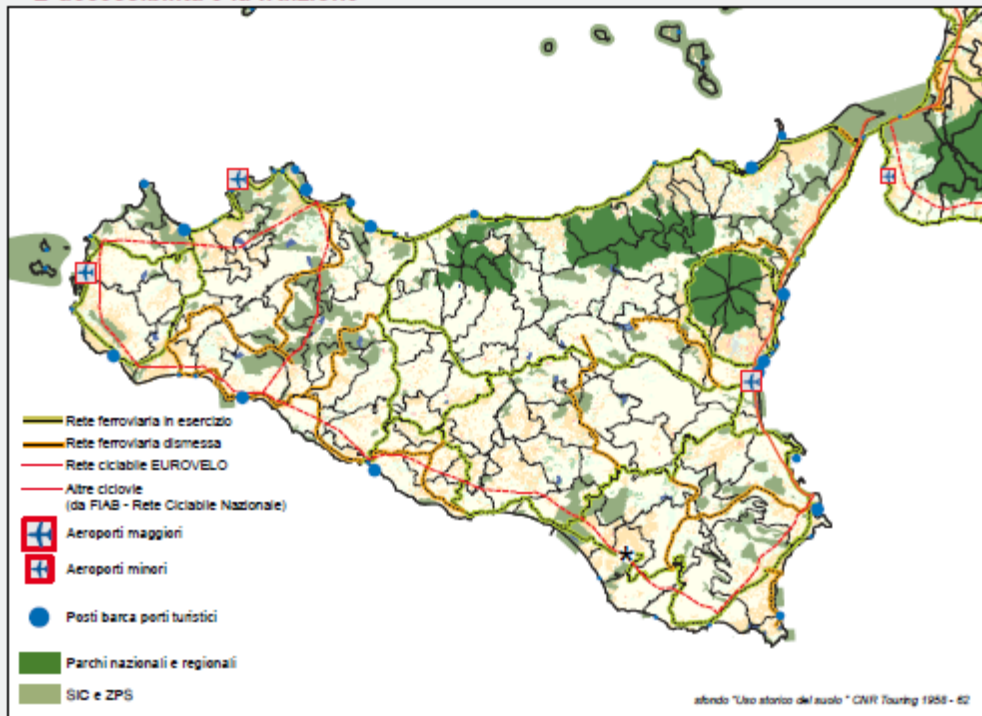 Rete ferroviaria in esercizio
Rete ferroviaria dismessa
Rete ciclabile EUROVELO
Altre ciclovie
(da FIAB - Rete Ciclabile Nazionale)
Aeroporti maggiori
Aeroporti minori
Posti barca porti turistici
Parchi nazionali e regionali
SIC e ZPS
sfondo "Uso storico del suolo " CNR Touring 1958 - 62